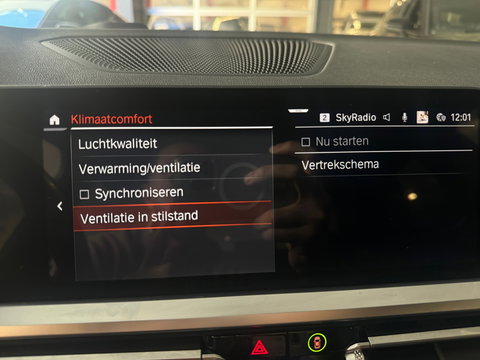 Klimaatcomfort
Luchtkwaliteit
Verwarming/ventilatie
Synchroniseren
Ventilatie in stilstand
2 SkyRadio 12:01
Nu starten
Vertrekschema